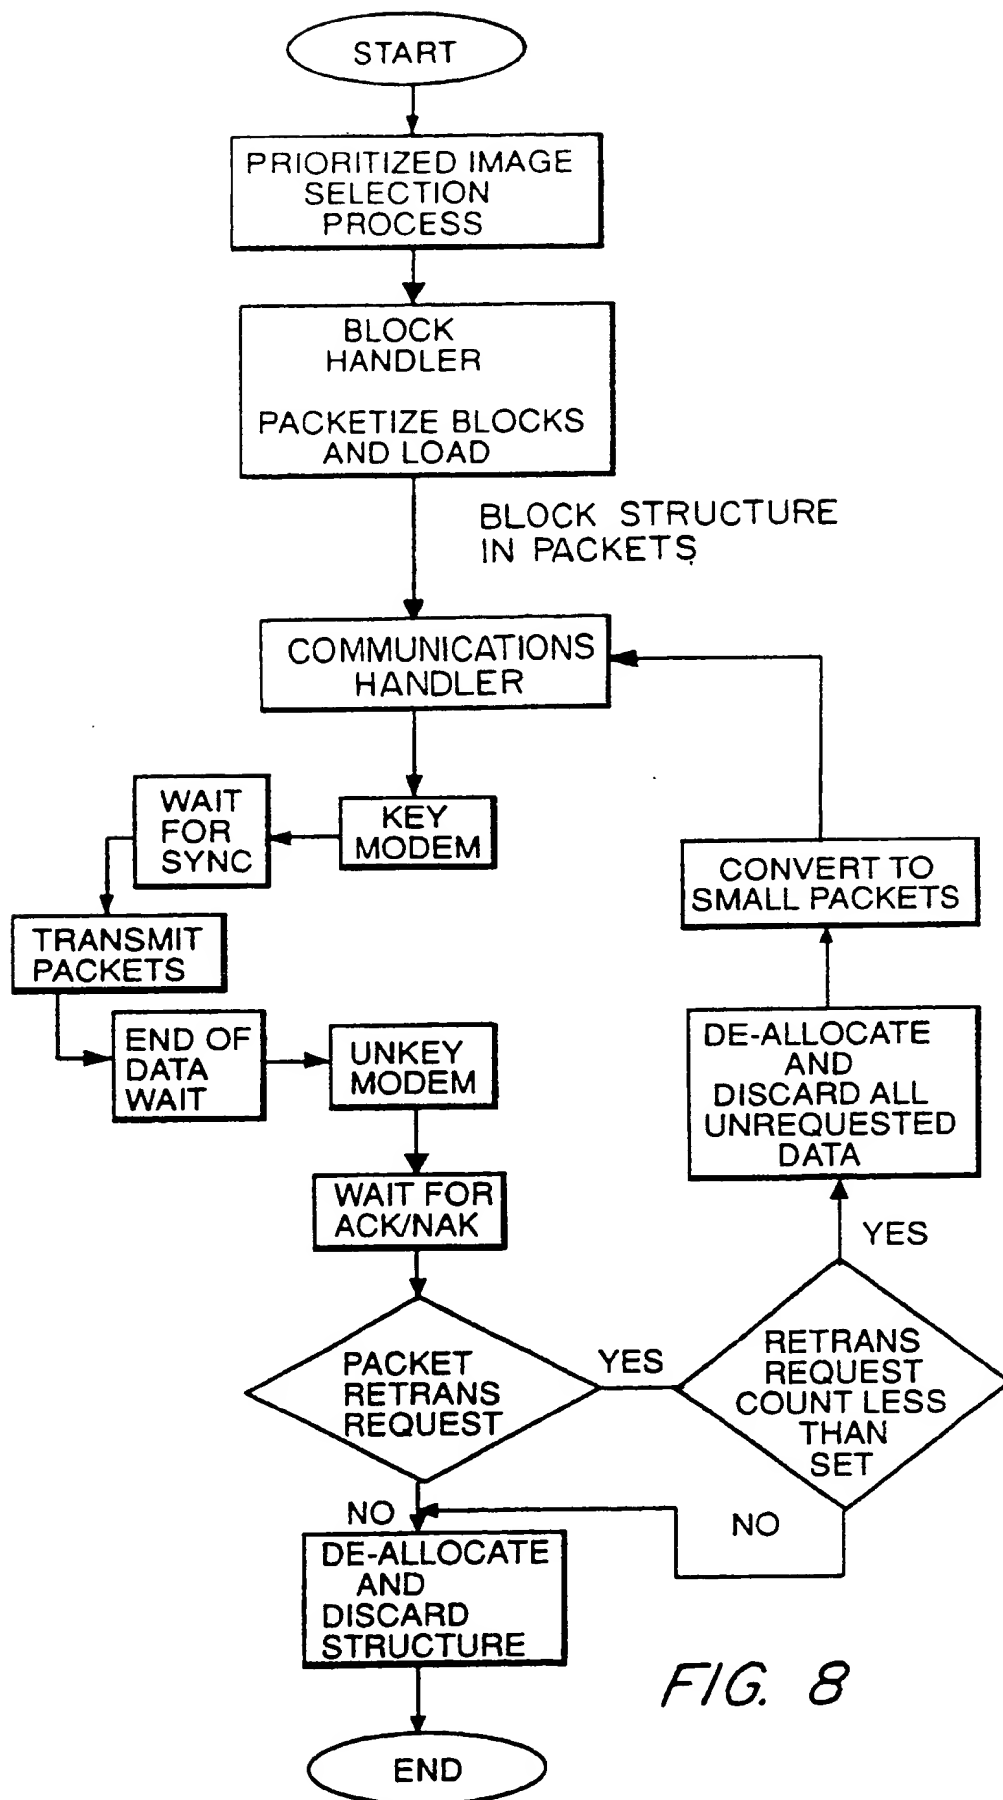 START
PRIORITIZED IMAGE
SELECTION
PROCESS
BLOCK
HANDLER
PACKETIZE BLOCKS
AND LOAD
BLOCK STRUCTURE
IN PACKETS
COMMUNICATIONS
HANDLER
KEY
MODEM
WAIT
FOR
SYNC
TRANSMIT
PACKETS
END OF
DATA
WAIT
UNKEY
MODEM
WAIT FOR
ACK/NAK
PACKET
RETRANS
REQUEST
YES
RETRANS
REQUEST
COUNT LESS
THAN
SET
YES
DE-ALLOCATE
AND
DISCARD ALL
UNREQUESTED
DATA
CONVERT TO
SMALL PACKETS
NO
NO
DE-ALLOCATE
AND
DISCARD
STRUCTURE
END
FIG. 8